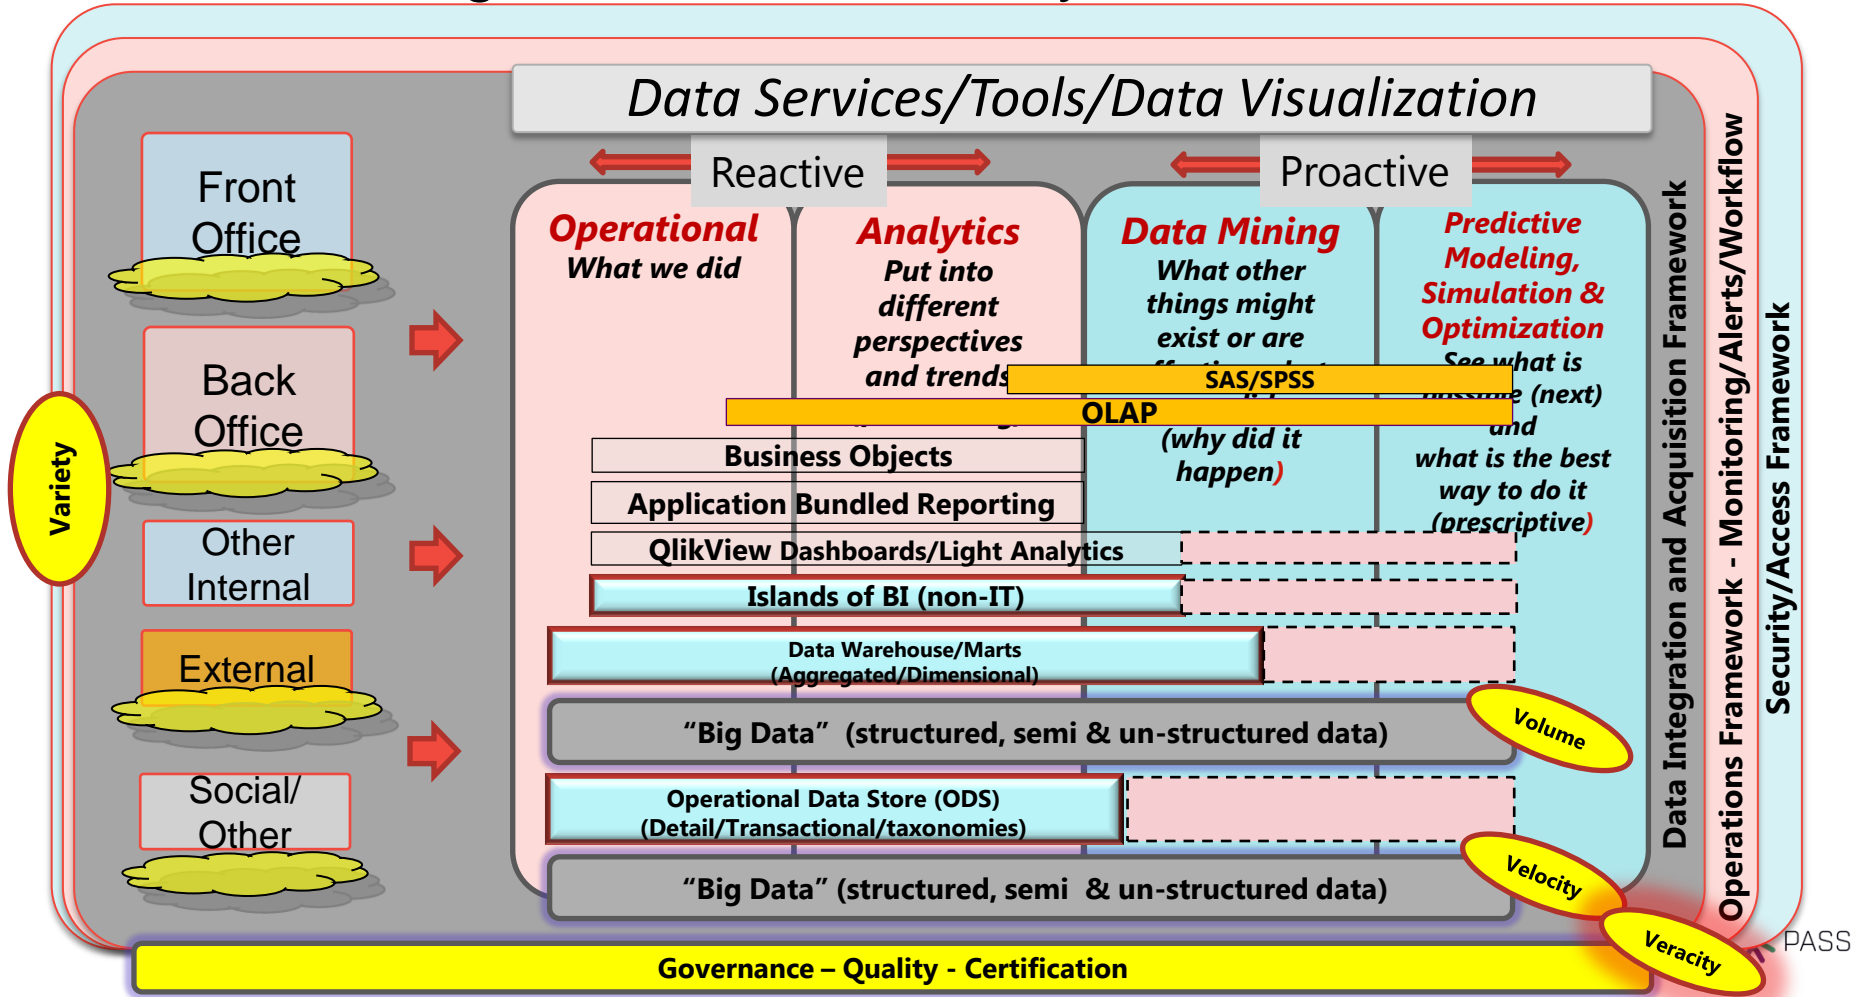 Data Services/Tools/Data Visualization
Reactive
Proactive
Front
Office
Back
Office
Other
Internal
External
Social/
Other
Variety
Operational
What we did
Analytics
Put into
different
perspectives
and trends
Data Mining
What other
things might
exist or are
(why did it
happen)
Predictive
Modeling,
Simulation &
Optimization
See what is
(next)
and
what is the best
way to do it
(prescriptive)
SAS/SPSS
OLAP
Business Objects
Application Bundled Reporting
QlikView Dashboards/Light Analytics
Islands of BI (non-IT)
Data Warehouse/Marts
(Aggregated/Dimensional)
“Big Data” (structured, semi & un-structured data)
Volume
Operational Data Store (ODS)
(Detail/Transactional/taxonomies)
“Big Data” (structured, semi & un-structured data)
Velocity
Veracity
Governance – Quality - Certification
Data Integration and Acquisition Framework
Operations Framework - Monitoring/Alerts/Workflow
Security/Access Framework
PASS